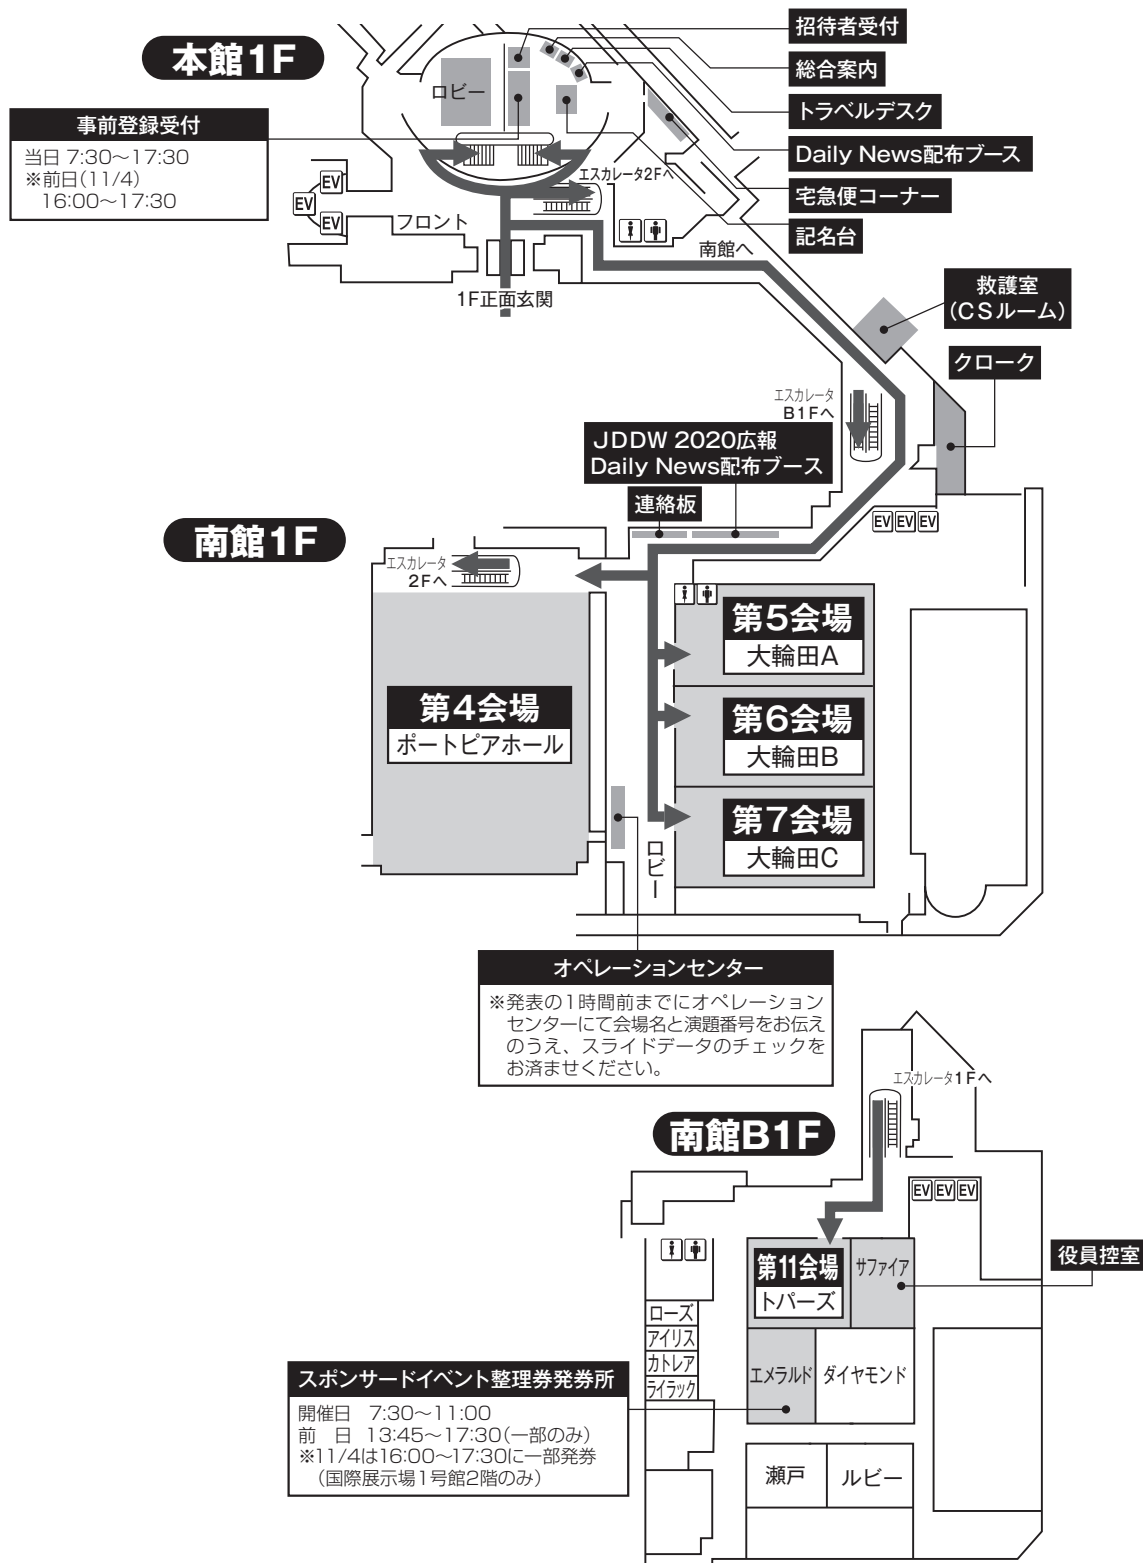 本館1F
招待者受付
総合案内
トラベルデスク
Daily News配布ブース
宅急便コーナー
記名台
ロビー
事前登録受付
当日 7:30～17:30
※前日(11/4)
16:00～17:30
エスカレータ2Fへ
EV
EV
EV
フロント
南館へ
1F正面玄関
救護室
(CSルーム)
クローク
エスカレータ
B1Fへ
JDDW 2020広報
Daily News配布ブース
連絡板
EV EV EV
南館1F
エスカレータ
2Fへ
第5会場
大輪田A
第4会場
ポートピアホール
第6会場
大輪田B
第7会場
大輪田C
ロビー
オペレーションセンター
※発表の1時間前までにオペレーション
センターにて会場名と演題番号をお伝え
のうえ、スライドデータのチェックを
お済ませください。
エスカレータ1Fへ
南館B1F
EV EV EV
第11会場
トパーズ
サファイア
役員控室
ローズ
アイリス
カトレア
ライラック
エメラルド
ダイヤモンド
スポンサードイベント整理券発券所
開催日 7:30～11:00
前 日 13:45～17:30(一部のみ)
※11/4は16:00～17:30に一部発券
(国際展示場1号館2階のみ)
瀬戸
ルビー